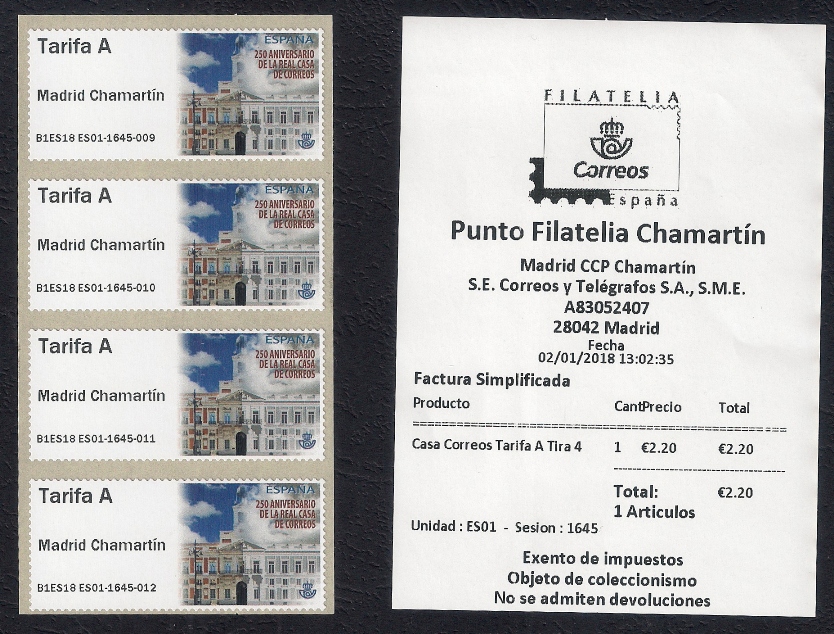 Tarifa A
Madrid Chamartín
B1ES18 ES01-1645-009
ESPAÑA
250 ANIVERSARIO
DE LA REAL CASA
DE CORREOS
Tarifa A
Madrid Chamartín
B1ES18 ES01-1645-010
ESPAÑA
250 ANIVERSARIO
DE LA REAL CASA
DE CORREOS
Tarifa A
Madrid Chamartín
B1ES18 ES01-1645-011
ESPAÑA
250 ANIVERSARIO
DE LA REAL CASA
DE CORREOS
Tarifa A
Madrid Chamartín
B1ES18 ES01-1645-012
ESPAÑA
250 ANIVERSARIO
DE LA REAL CASA
DE CORREOS
FILATELIA
Correos
España
Punto Filatelia Chamartín
Madrid CCP Chamartín
S.E. Correos y Telégrafos S.A., S.M.E.
A83052407
28042 Madrid
Fecha
02/01/2018 13:02:35
Factura Simplificada
Producto CantPrecio Total
Casa Correos Tarifa A Tira 4 1 €2.20 €2.20
Total: €2.20
1 Articulos
Unidad : ES01 - Sesion : 1645
Exento de impuestos
Objeto de coleccionismo
No se admiten devoluciones